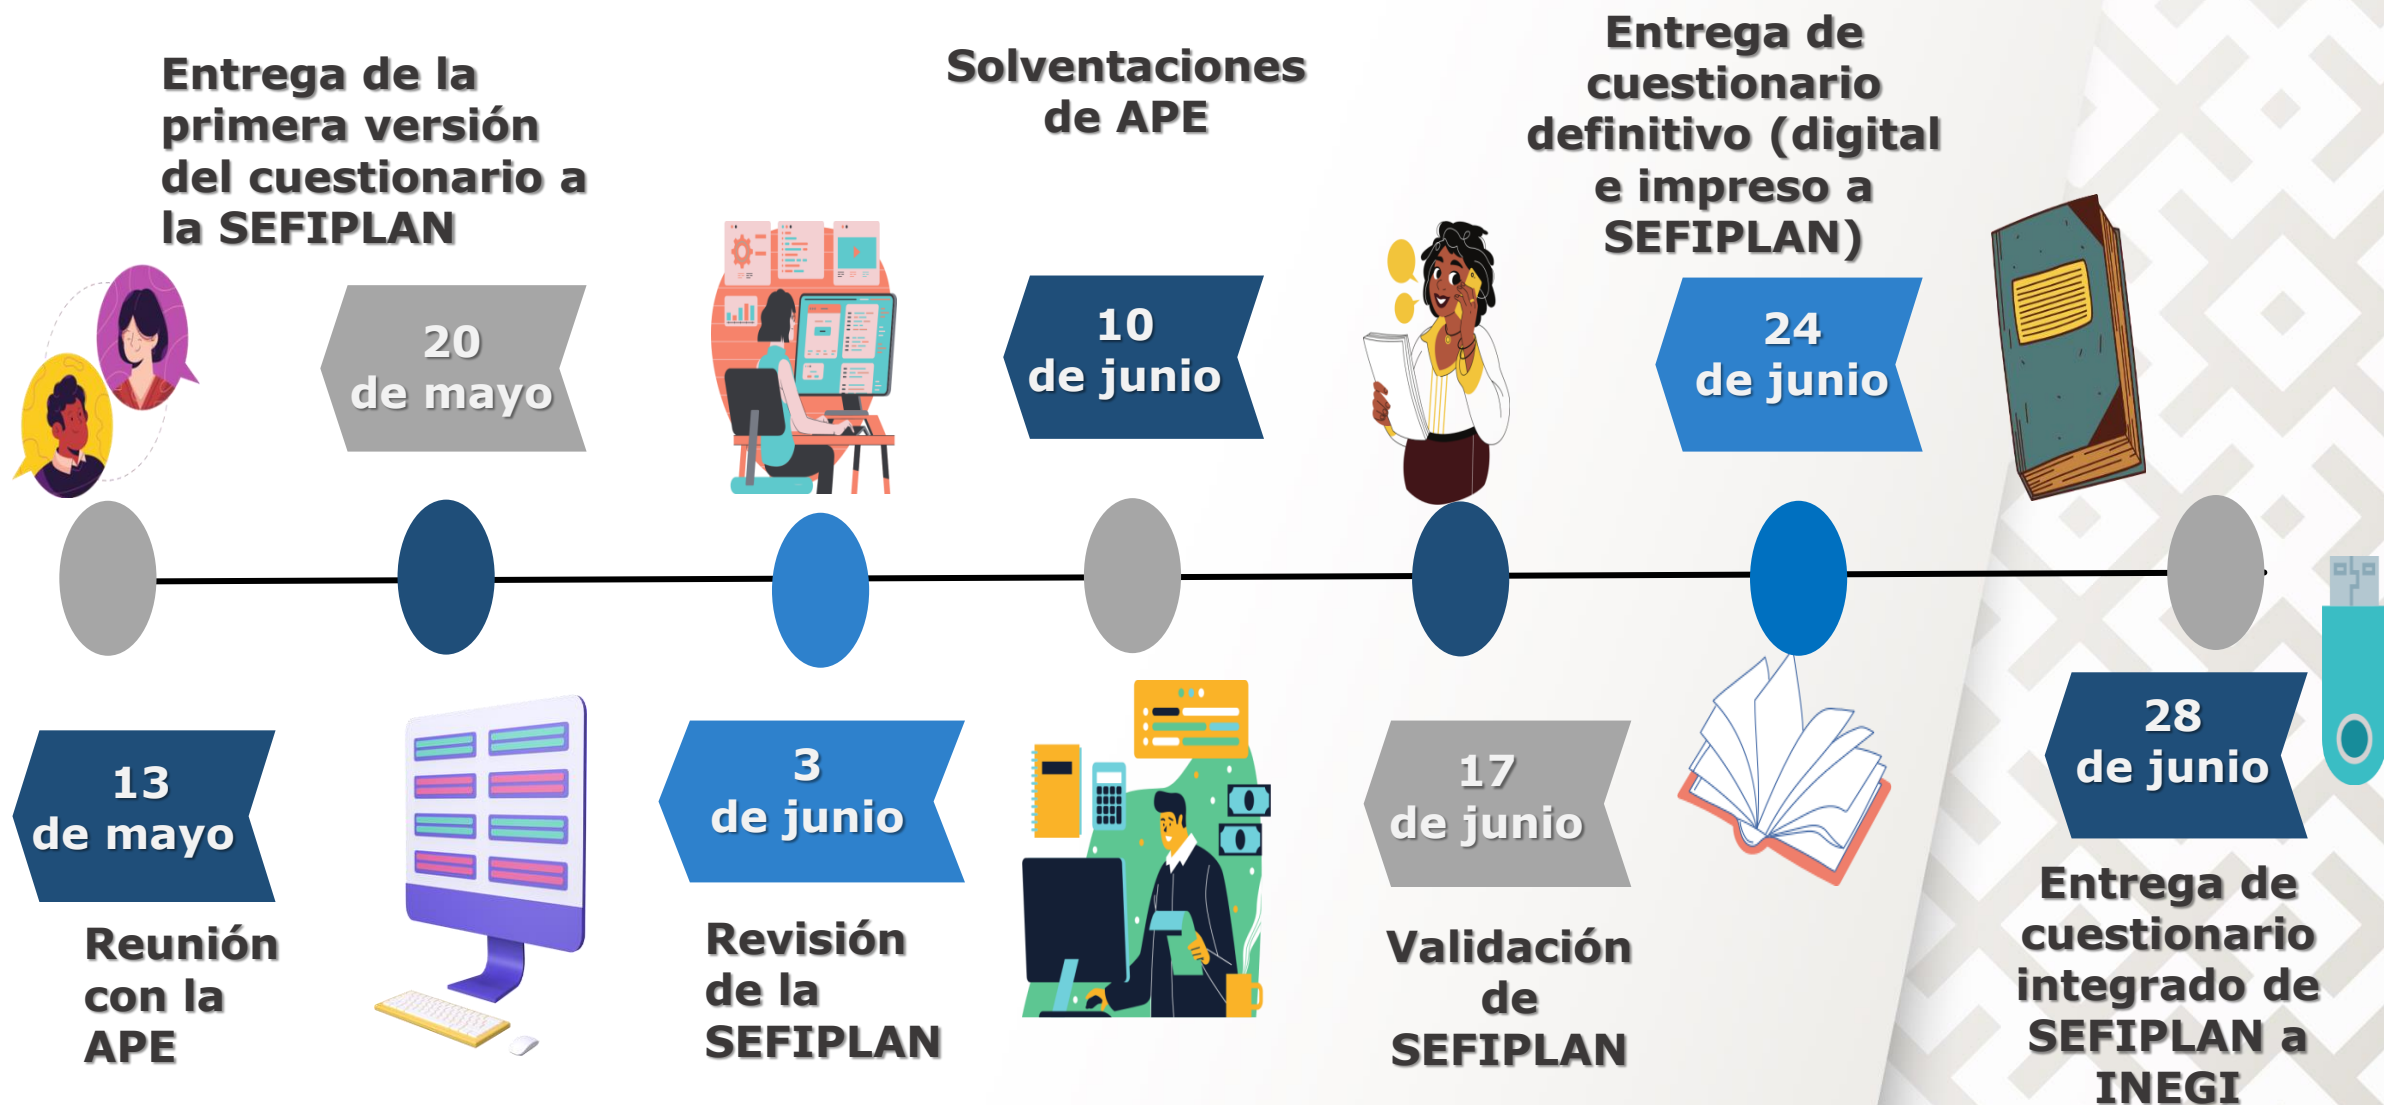 13
de mayo
Reunión
con la
APE
Entrega de la
primera versión
del cuestionario a
la SEFIPLAN
20
de mayo
3
de junio
Revisión
de la
SEFIPLAN
Solventaciones
de APE
10
de junio
17
de junio
Validación
de
SEFIPLAN
Entrega de
cuestionario
definitivo (digital
e impreso a
SEFIPLAN)
24
de junio
28
de junio
Entrega de
cuestionario
integrado de
SEFIPLAN a
INEGI